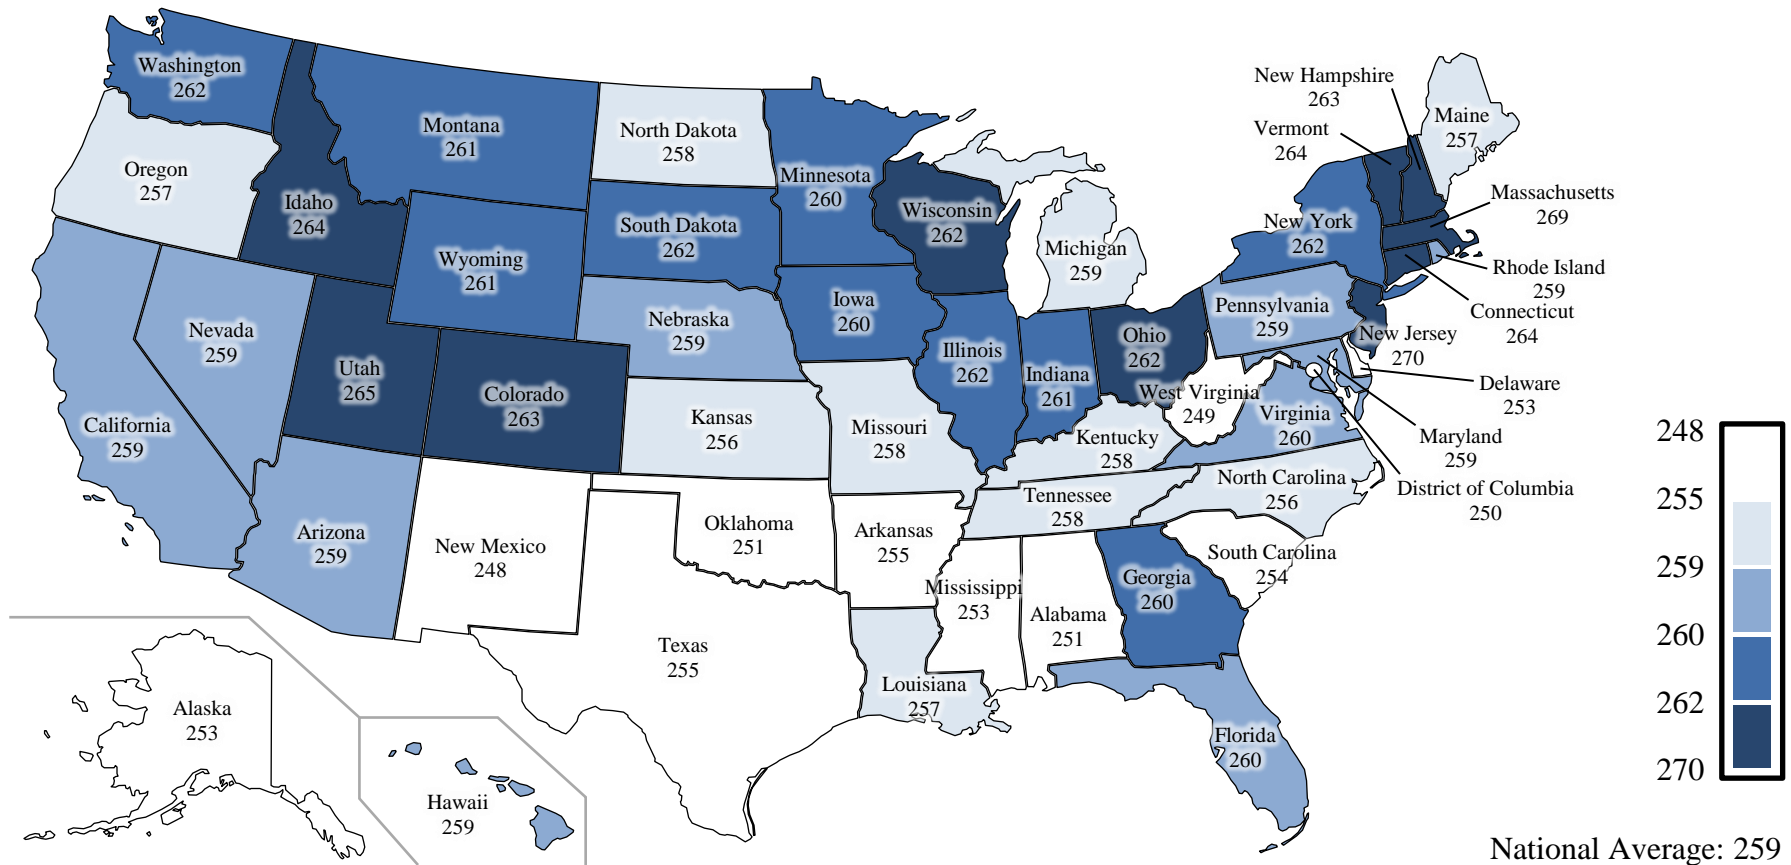 Washington
262
Oregon
257
California
259
Nevada
259
Idaho
264
Montana
261
Wyoming
261
Utah
265
Colorado
263
Arizona
259
New Mexico
248
North Dakota
258
South Dakota
262
Nebraska
259
Kansas
256
Oklahoma
251
Texas
255
Minnesota
260
Iowa
260
Missouri
258
Arkansas
255
Louisiana
257
Wisconsin
262
Illinois
262
Michigan
259
Indiana
261
Ohio
262
Kentucky
258
Tennessee
258
Mississippi
253
Alabama
251
Georgia
260
Florida
260
South Carolina
254
North Carolina
256
Virginia
260
West Virginia
249
Pennsylvania
259
New York
262
Vermont
264
New Hampshire
263
Maine
257
Massachusetts
269
Rhode Island
259
Connecticut
264
New Jersey
270
Delaware
253
Maryland
259
District of Columbia
250
Alaska
253
Hawaii
259
248
255
259
260
262
270
National Average: 259